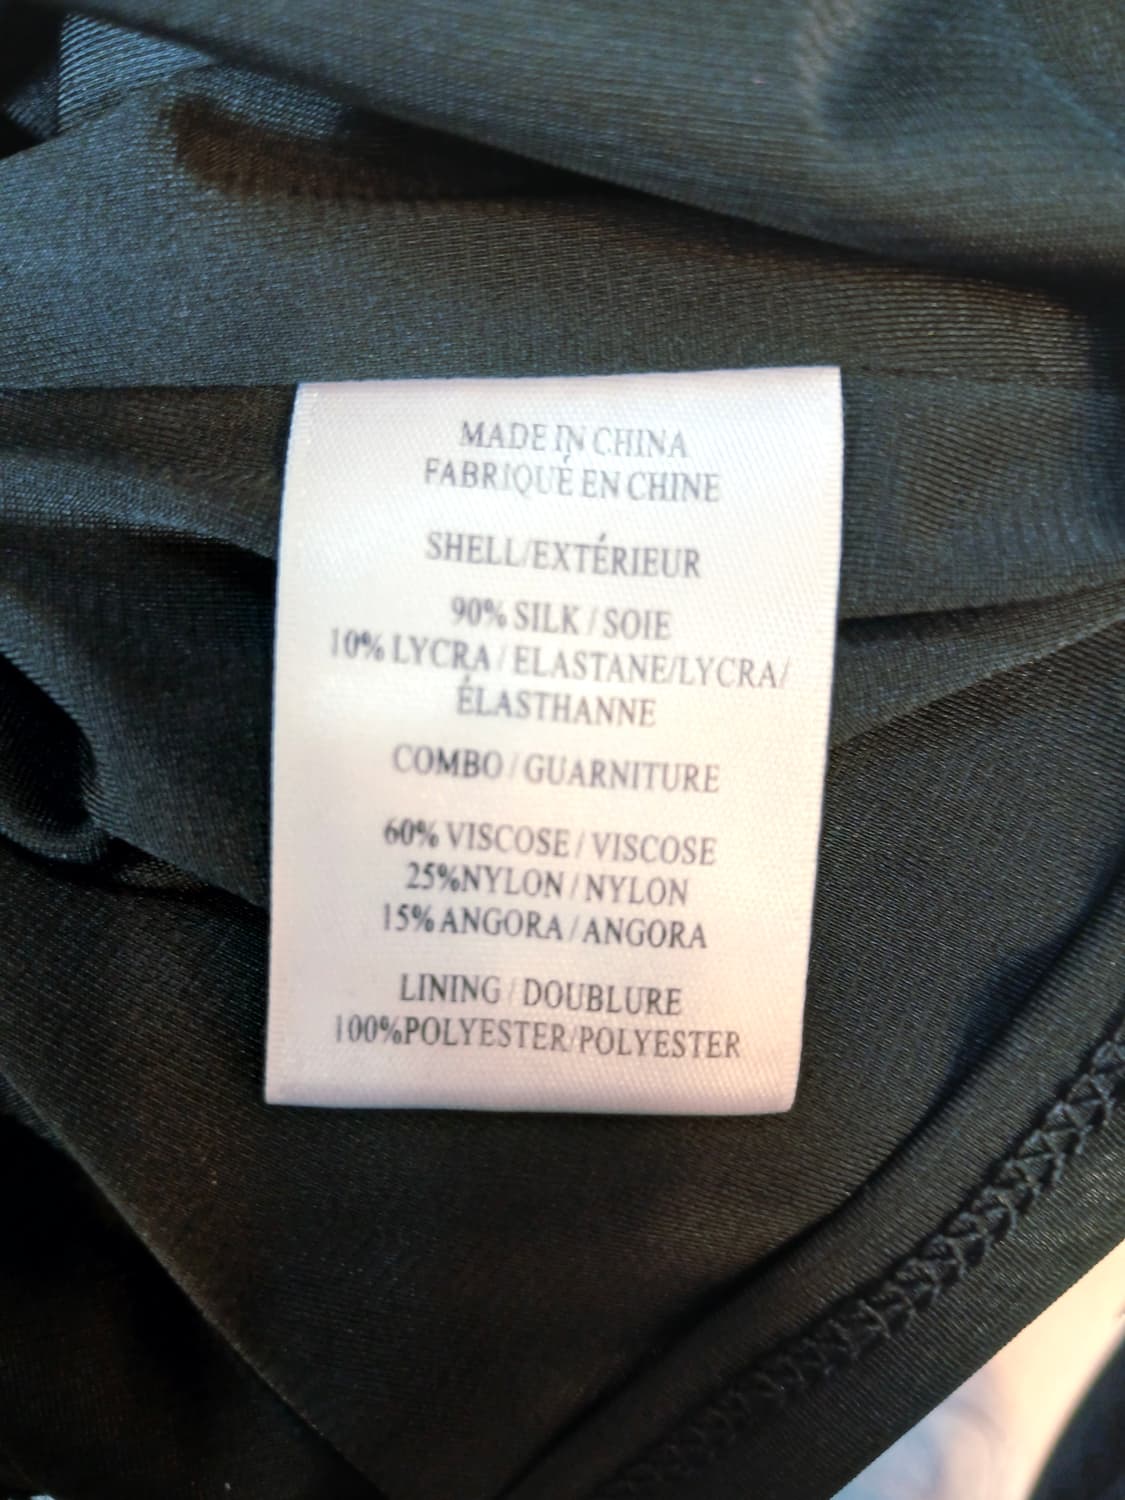 MADE IN CHINA
FABRIQUÉ EN CHINE
SHELL/EXTÉRIEUR
90% SILK / SOIE
10% LYCRA / ELASTANE/LYCRA/
ÉLASTHANNE
COMBO / GUARNITURE
60% VISCOSE / VISCOSE
25%NYLON / NYLON
15% ANGORA / ANGORA
LINING / DOUBLURE
100%POLYESTER/POLYESTER